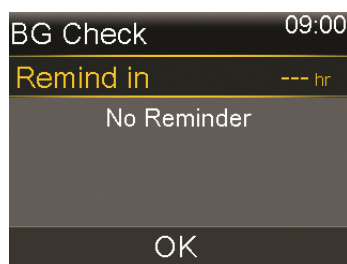 BG Check 09:00
Remind in --- hr
No Reminder
OK